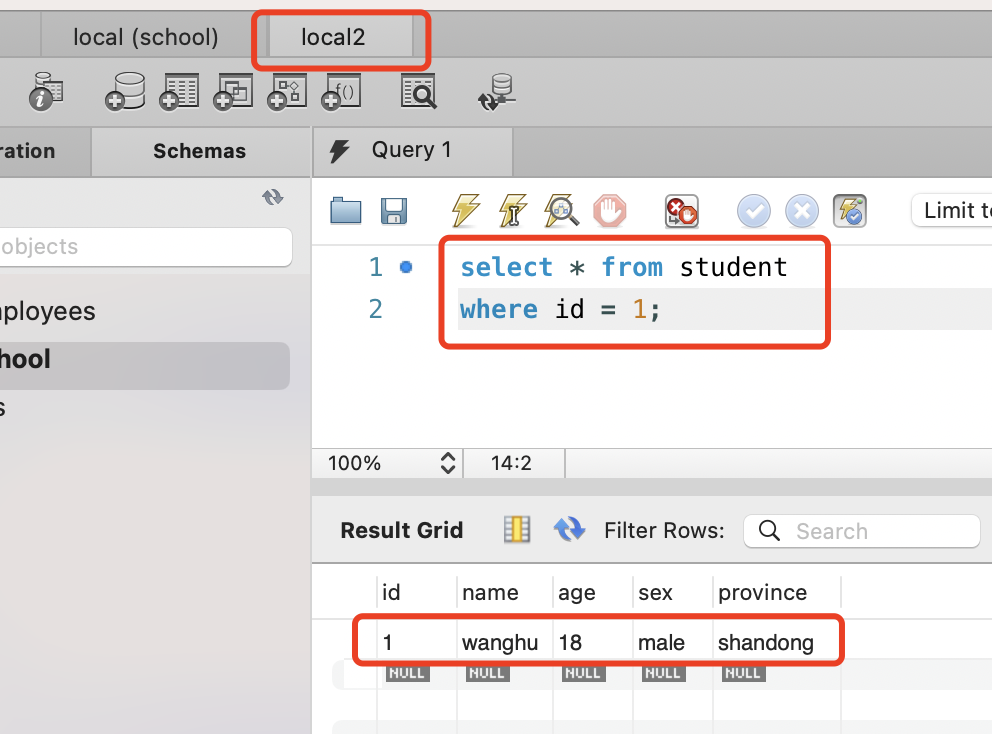 local (school) local2
ration Schemas Query 1
objects Limit to
1 select * from student
2 where id = 1;
mployees
hool
s
100% 14:2
Result Grid Filter Rows: Search
id name age sex province
1 wanghu 18 male shandong
NULL NULL NULL NULL NULL